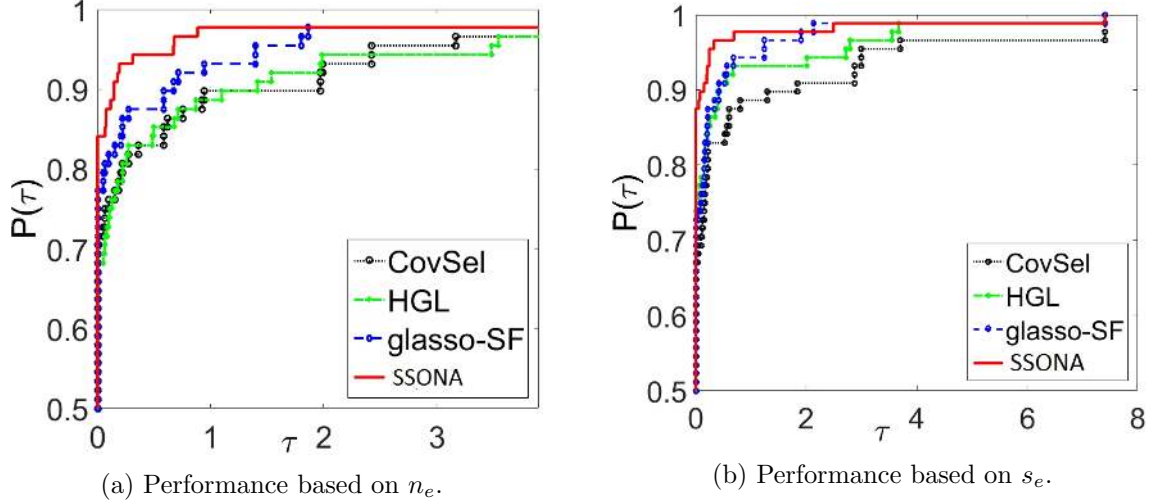 1
0.9
0.8
0.7
0.6
0.5
P(τ)
0 1 2 3
τ
CovSel
HGL
glasso-SF
SSONA
(a) Performance based on nₑ.
1
0.9
0.8
0.7
0.6
0.5
P(τ)
0 2 4 6 8
τ
CovSel
HGL
glasso-SF
SSONA
(b) Performance based on sₑ.